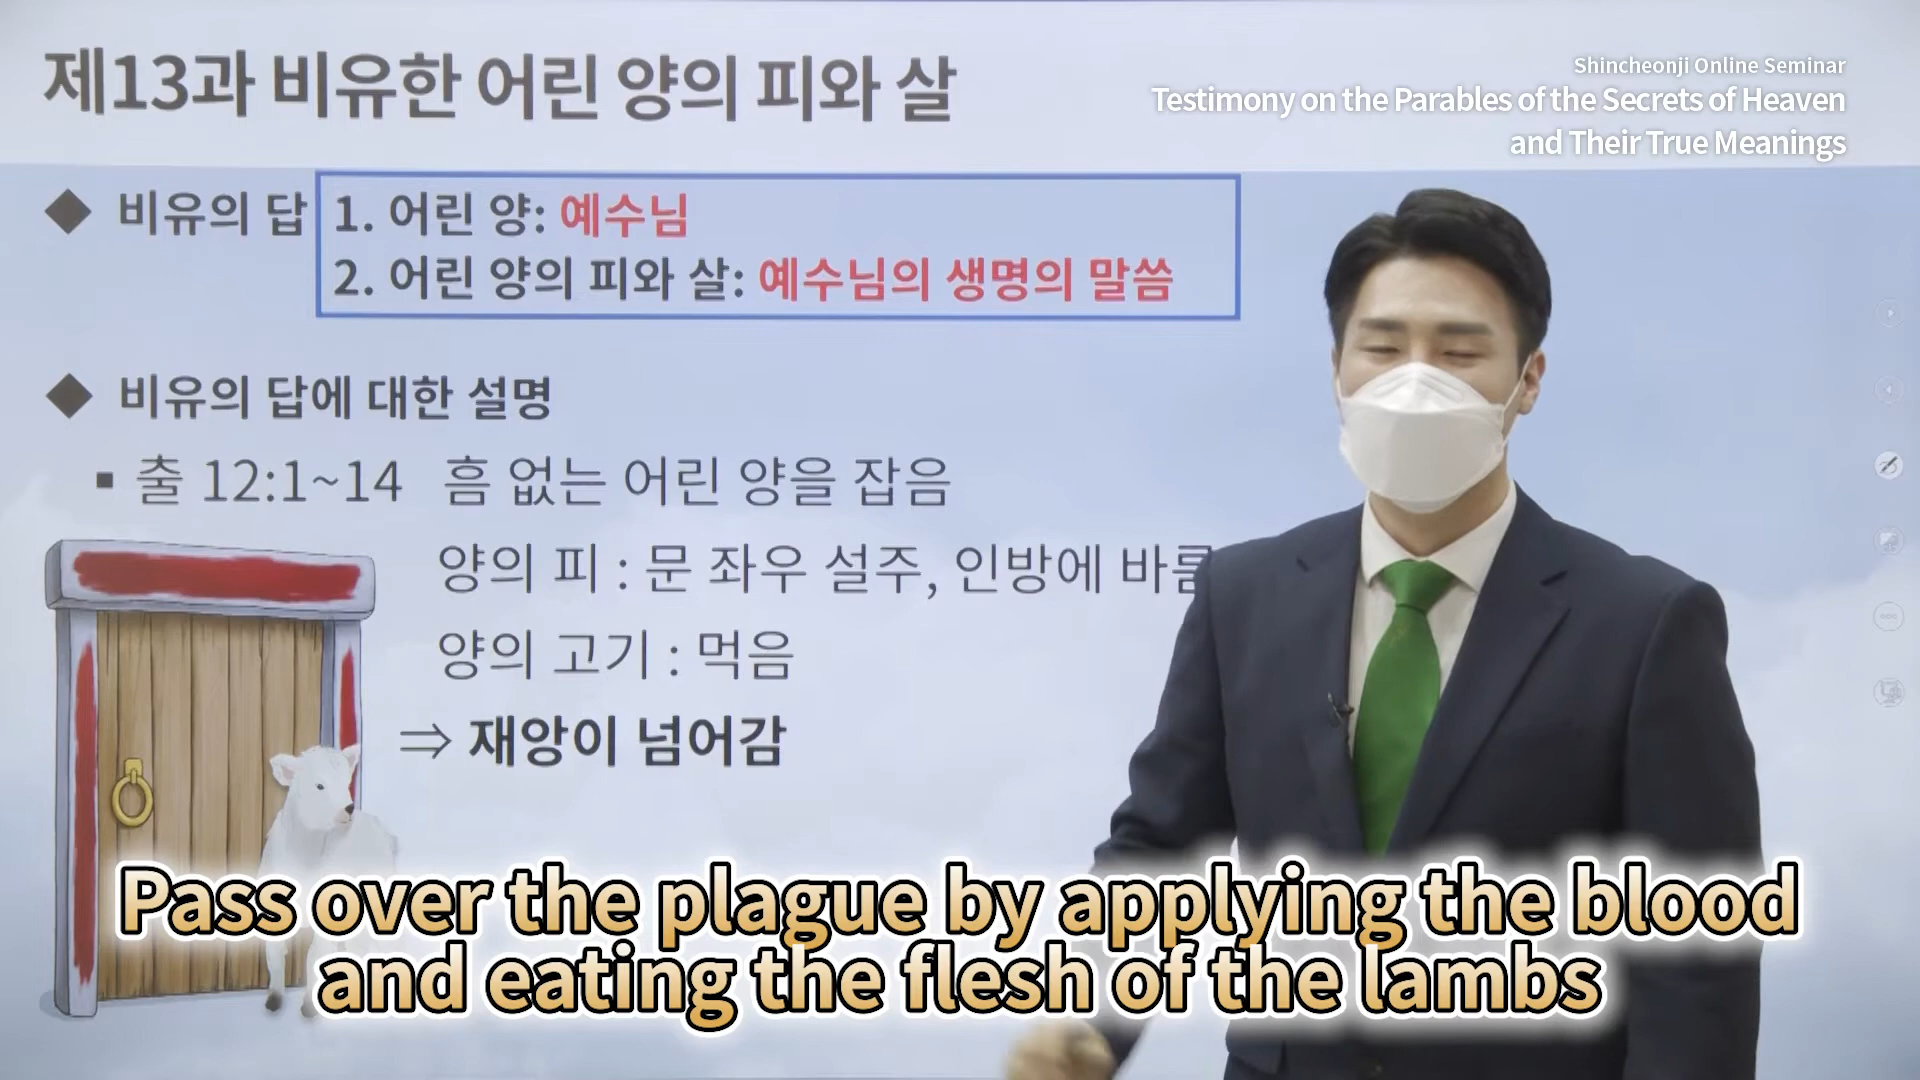 제13과 비유한 어린 양의 피와 살
Shincheonji Online Seminar
Testimony on the Parables of the Secrets of Heaven
and Their True Meanings
◆ 비유의 답
1. 어린 양: 예수님
2. 어린 양의 피와 살: 예수님의 생명의 말씀
◆ 비유의 답에 대한 설명
▪ 출 12:1~14 흠 없는 어린 양을 잡음
양의 피 : 문 좌우 설주, 인방에 바름
양의 고기 : 먹음
⇒ 재앙이 넘어감
Pass over the plague by applying the blood
and eating the flesh of the lambs